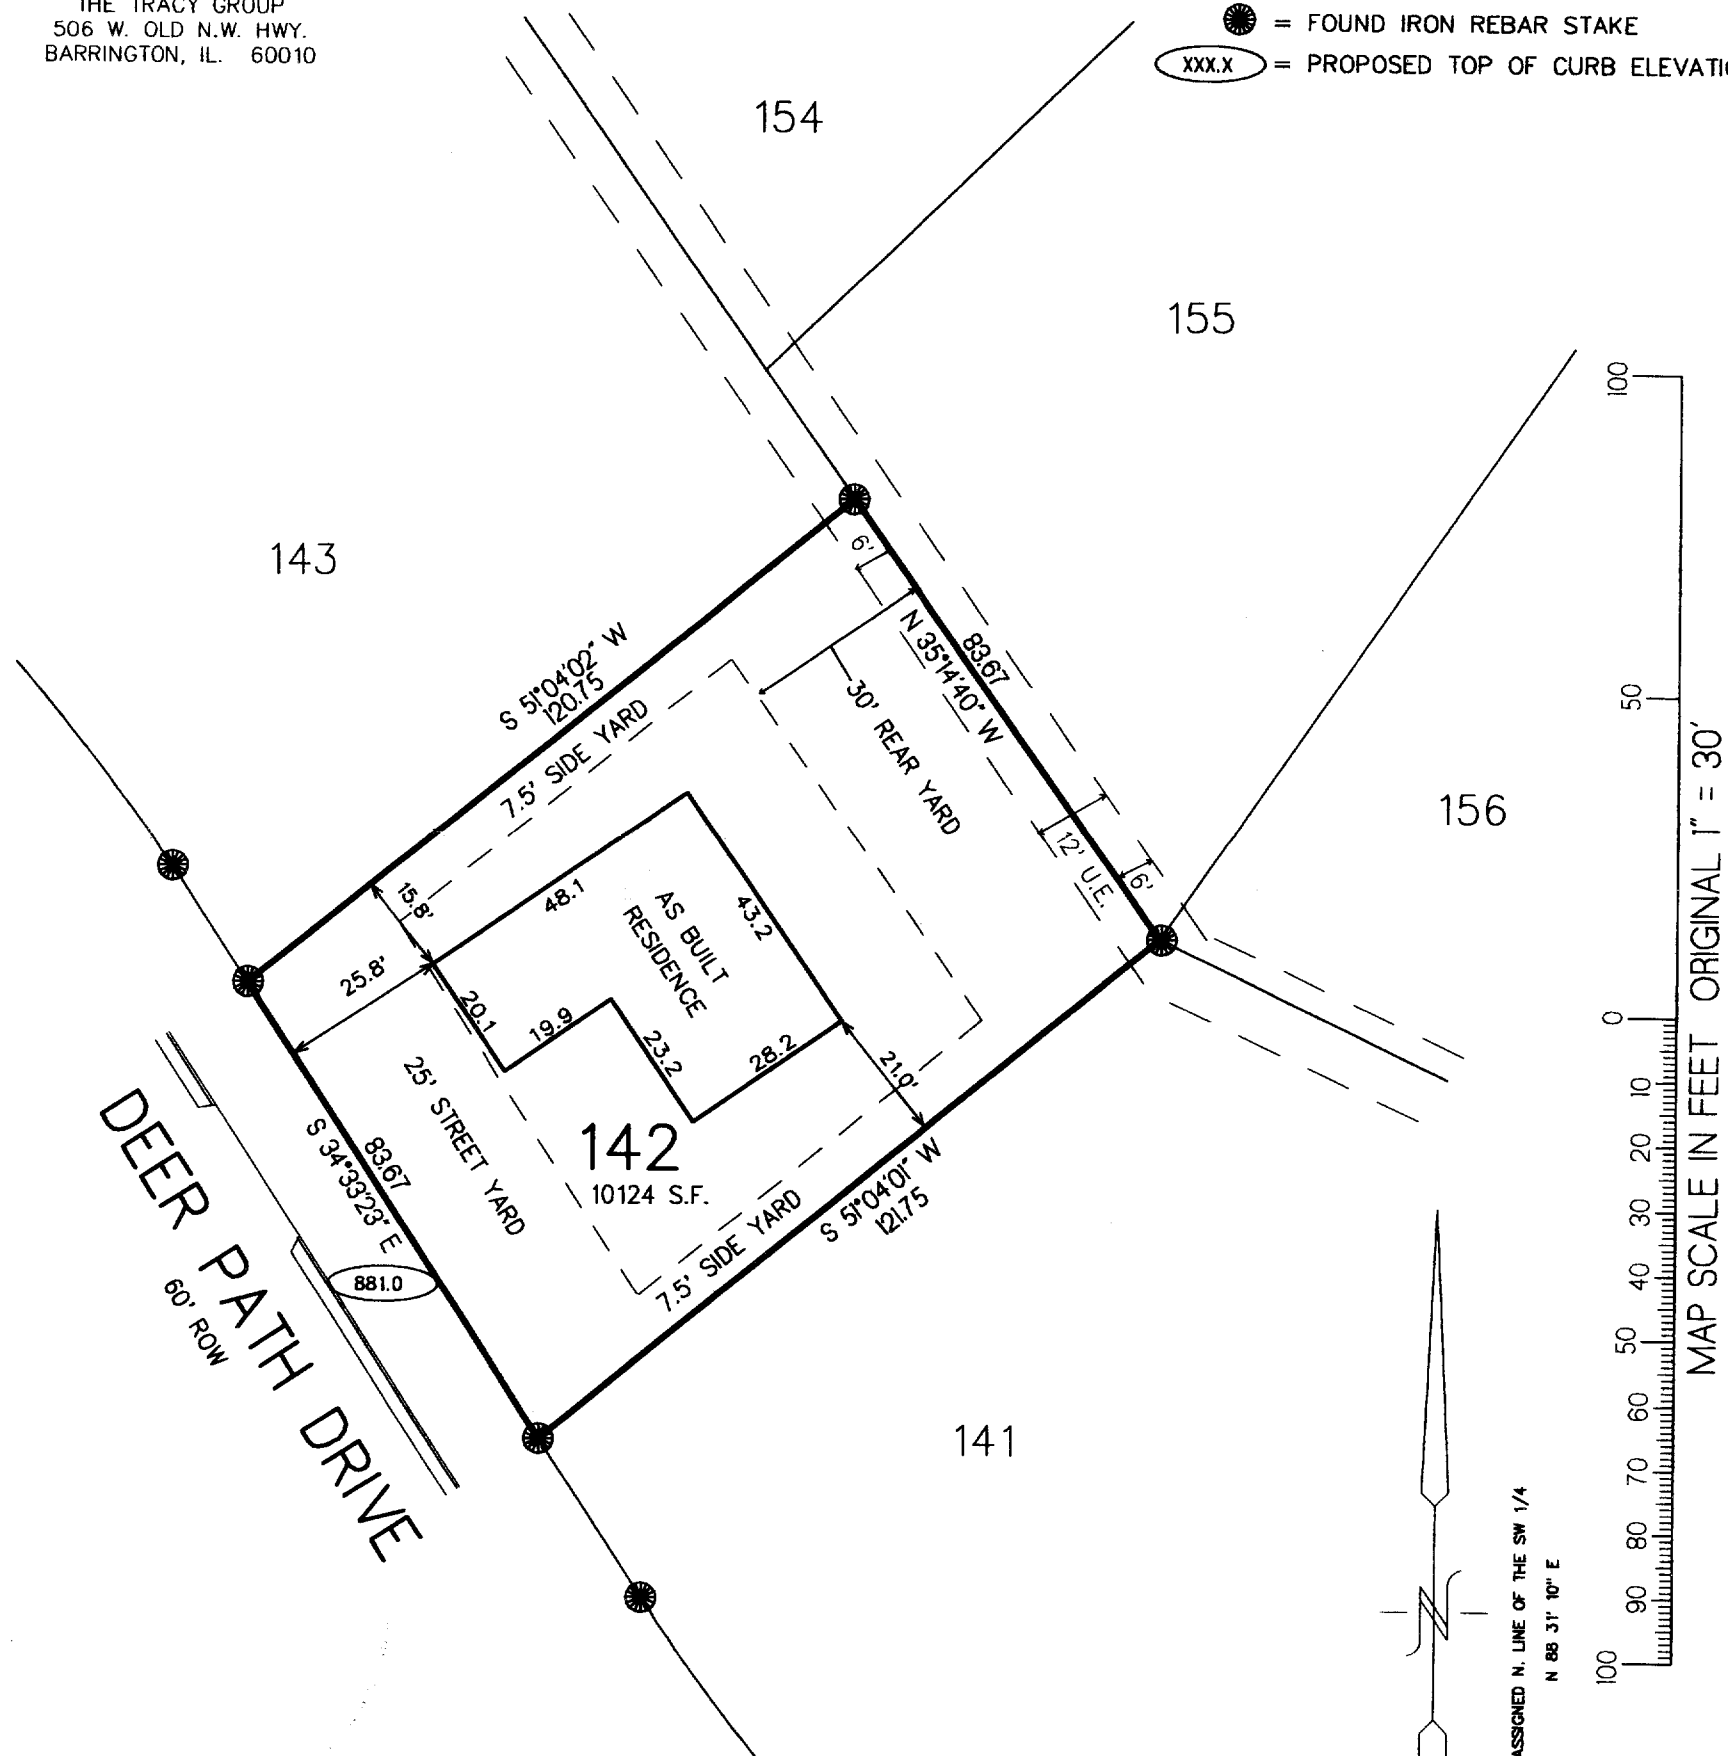 THE TRACY GROUP
506 W. OLD N.W. HWY.
BARRINGTON, IL. 60010
= FOUND IRON REBAR STAKE
XXX.X = PROPOSED TOP OF CURB
154
155
143
156
6'
N 35°14'40" W
83.67
S 51°04'02" W
120.75
7.5' SIDE YARD
30' REAR YARD
12' U.E.
6'
15.8'
48.1
43.2
AS BUILT
RESIDENCE
25.8'
20.1
19.9
23.2
28.2
21.0'
25' STREET YARD
142
10124 S.F.
S 34°33'23" E
83.67
7.5' SIDE YARD
S 51°04'01" W
121.75
881.0
DEER PATH DRIVE
60' ROW
141
100
50
0
10
20
30
40
50
60
70
80
90
100
MAP SCALE IN FEET ORIGINAL 1" = 30'
N
ASSIGNED N. LINE OF THE SW 1/4
N 88 31' 10" E